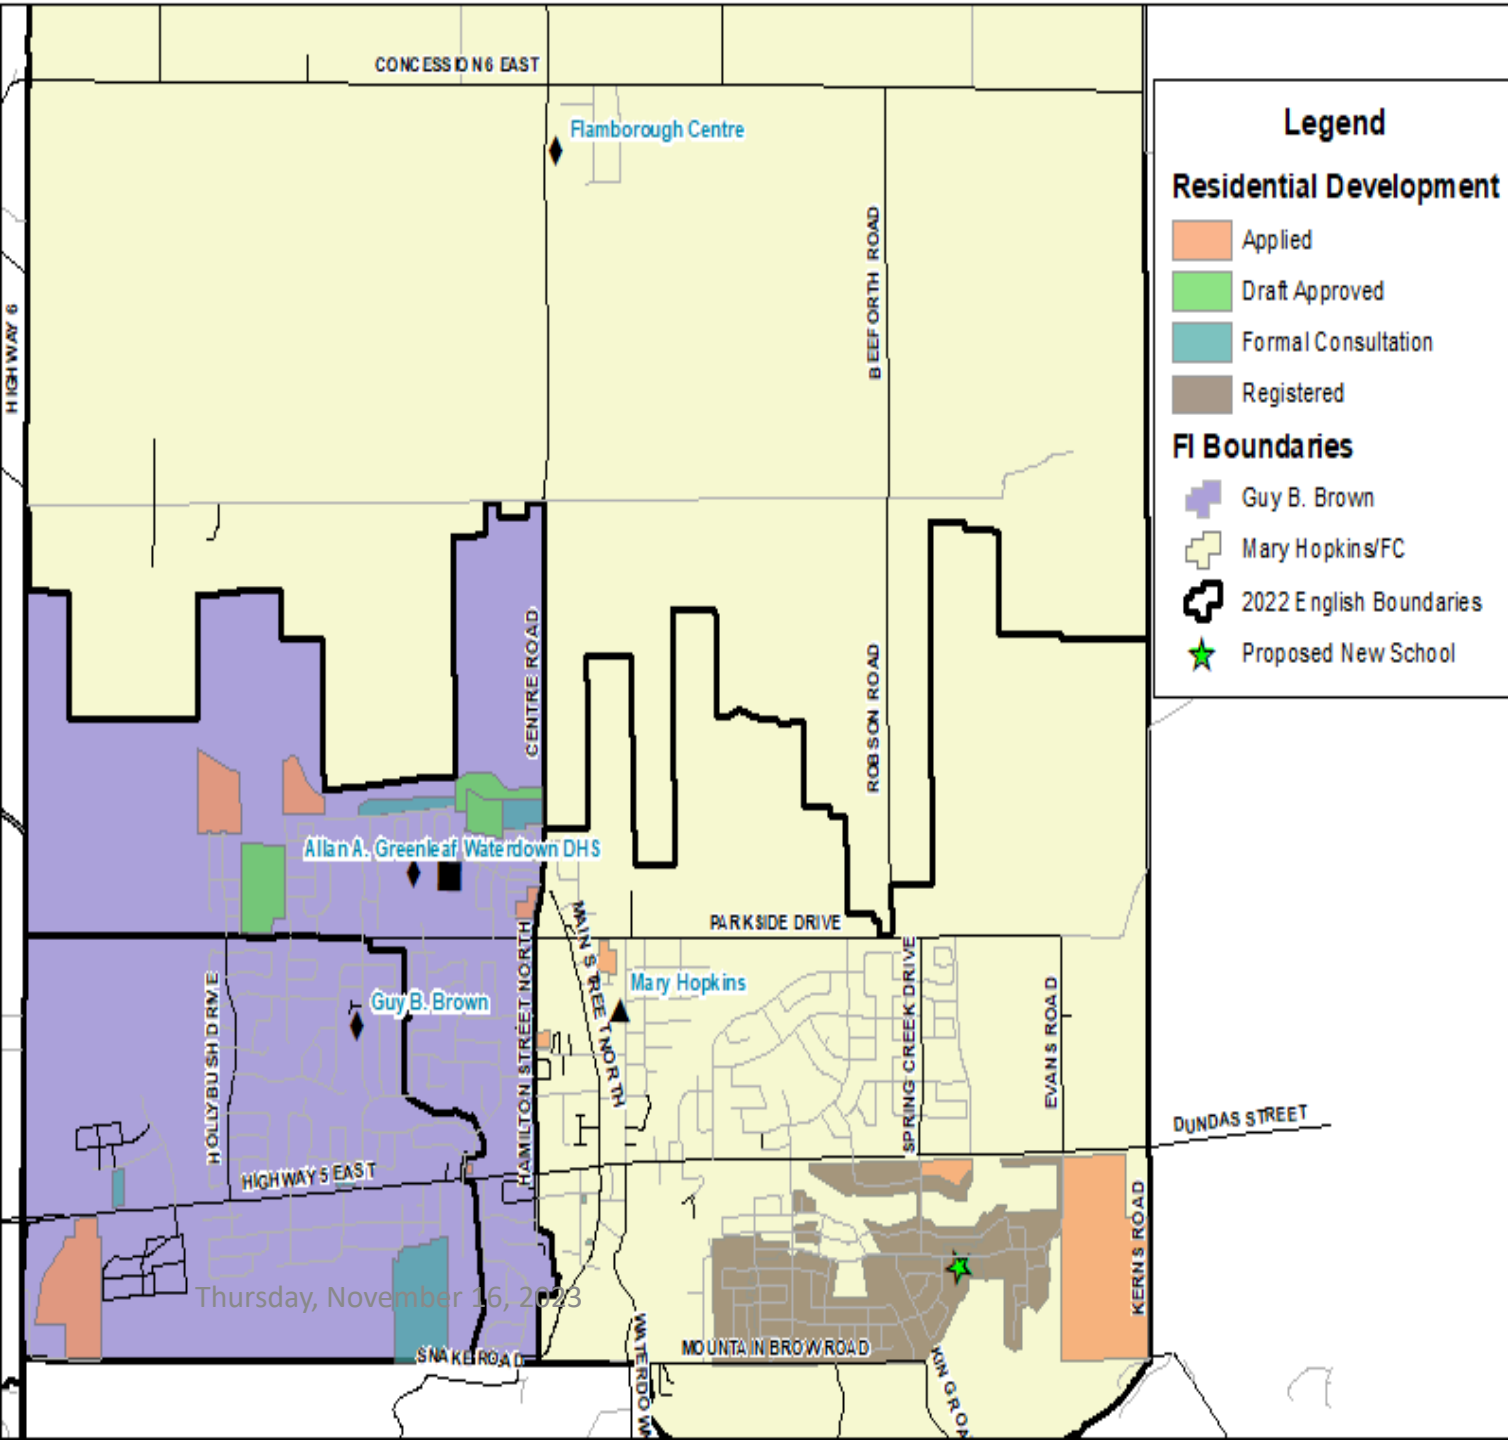 CONCESSION 6 EAST
Flamborough Centre
HIGHWAY 6
BEEFORTH ROAD
CENTRE ROAD
ROBSON ROAD
Allan A. Greenleaf Waterdown DHS
PARKSIDE DRIVE
MAIN STREET NORTH
HAMILTON STREET NORTH
Mary Hopkins
Guy B. Brown
HOLLYBUSH DRIVE
SPRING CREEK DRIVE
EVANS ROAD
DUNDAS STREET
HIGHWAY 5 EAST
KERNS ROAD
Thursday, November 16, 2023
SNAKE ROAD
MOUNTAIN BROW ROAD
WATERDOW
KING ROA
Legend
Residential Development
Applied
Draft Approved
Formal Consultation
Registered
FI Boundaries
Guy B. Brown
Mary Hopkins/FC
2022 English Boundaries
Proposed New School